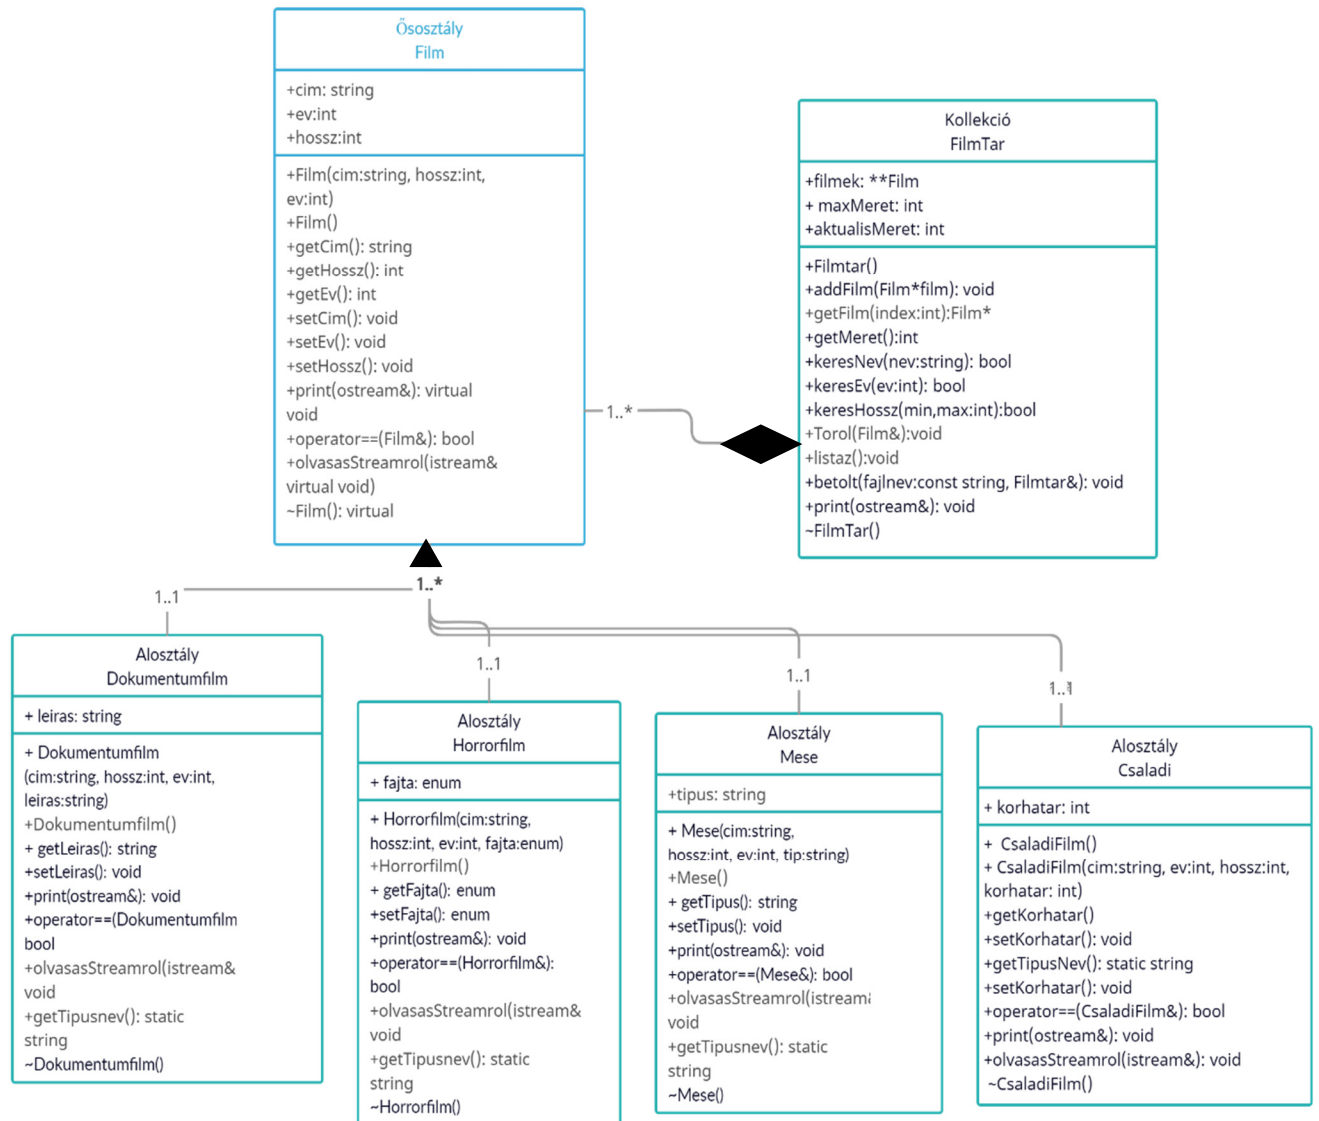 Ősosztály
Film
+cim: string
+ev:int
+hossz:int
+Film(cim:string, hossz:int,
ev:int)
+Film()
+getCim(): string
+getHossz(): int
+getEv(): int
+setCim(): void
+setEv(): void
+setHossz(): void
+print(ostream&): virtual
void
+operator==(Film&): bool
+olvasasStreamrol(istream&
virtual void)
~Film(): virtual
Kollekció
FilmTar
+filmek: **Film
+ maxMeret: int
+aktualisMeret: int
+Filmtar()
+addFilm(Film*film): void
+getFilm(index:int):Film*
+getMeret():int
+keresNev(nev:string): bool
+keresEv(ev:int): bool
+keresHossz(min,max:int):bool
+Torol(Film&):void
+listaz():void
+betolt(fajlnev:const string, Filmtar&): void
+print(ostream&): void
~FilmTar()
1..*
1..*
1..1
1..1
1..1
1..1
Alosztály
Dokumentumfilm
+ leiras: string
+ Dokumentumfilm
(cim:string, hossz:int, ev:int,
leiras:string)
+Dokumentumfilm()
+ getLeiras(): string
+setLeiras(): void
+print(ostream&): void
+operator==(Dokumentumfilm
bool
+olvasasStreamrol(istream&
void
+getTipusnev(): static
string
~Dokumentumfilm()
Alosztály
Horrorfilm
+ fajta: enum
+ Horrorfilm(cim:string,
hossz:int, ev:int, fajta:enum)
+Horrorfilm()
+ getFajta(): enum
+setFajta(): enum
+print(ostream&): void
+operator==(Horrorfilm&):
bool
+olvasasStreamrol(istream&
void
+getTipusnev(): static
string
~Horrorfilm()
Alosztály
Mese
+tipus: string
+ Mese(cim:string,
hossz:int, ev:int, tip:string)
+Mese()
+ getTipus(): string
+setTipus(): void
+print(ostream&): void
+operator==(Mese&): bool
+olvasasStreamrol(istream&
void
+getTipusnev(): static
string
~Mese()
Alosztály
Csaladi
+ korhatar: int
+ CsaladiFilm()
+ CsaladiFilm(cim:string, ev:int, hossz:int,
korhatar: int)
+getKorhatar()
+setKorhatar(): void
+getTipusNev(): static string
+setKorhatar(): void
+operator==(CsaladiFilm&): bool
+print(ostream&): void
+olvasasStreamrol(istream&): void
~CsaladiFilm()